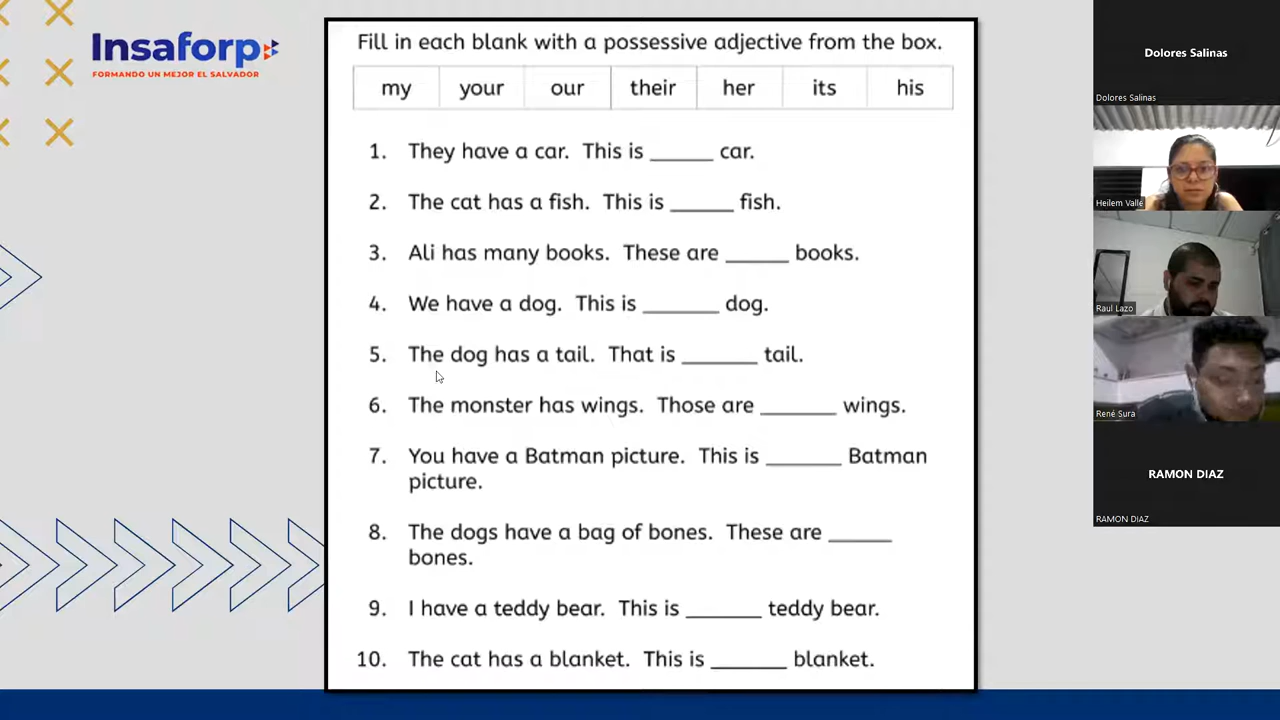 Insaforp
FORMANDO UN MEJOR EL SALVADOR
Fill in each blank with a possessive adjective from the box.
my your our their her its his
1. They have a car. This is ______ car.
2. The cat has a fish. This is ______ fish.
3. Ali has many books. These are ______ books.
4. We have a dog. This is _______ dog.
5. The dog has a tail. That is _______ tail.
6. The monster has wings. Those are _______ wings.
7. You have a Batman picture. This is _______ Batman
picture.
8. The dogs have a bag of bones. These are ______
bones.
9. I have a teddy bear. This is _______ teddy bear.
10. The cat has a blanket. This is _______ blanket.
Dolores Salinas
Dolores Salinas
Heilem Valle
Raul Lazo
René Sura
RAMON DIAZ
RAMON DIAZ